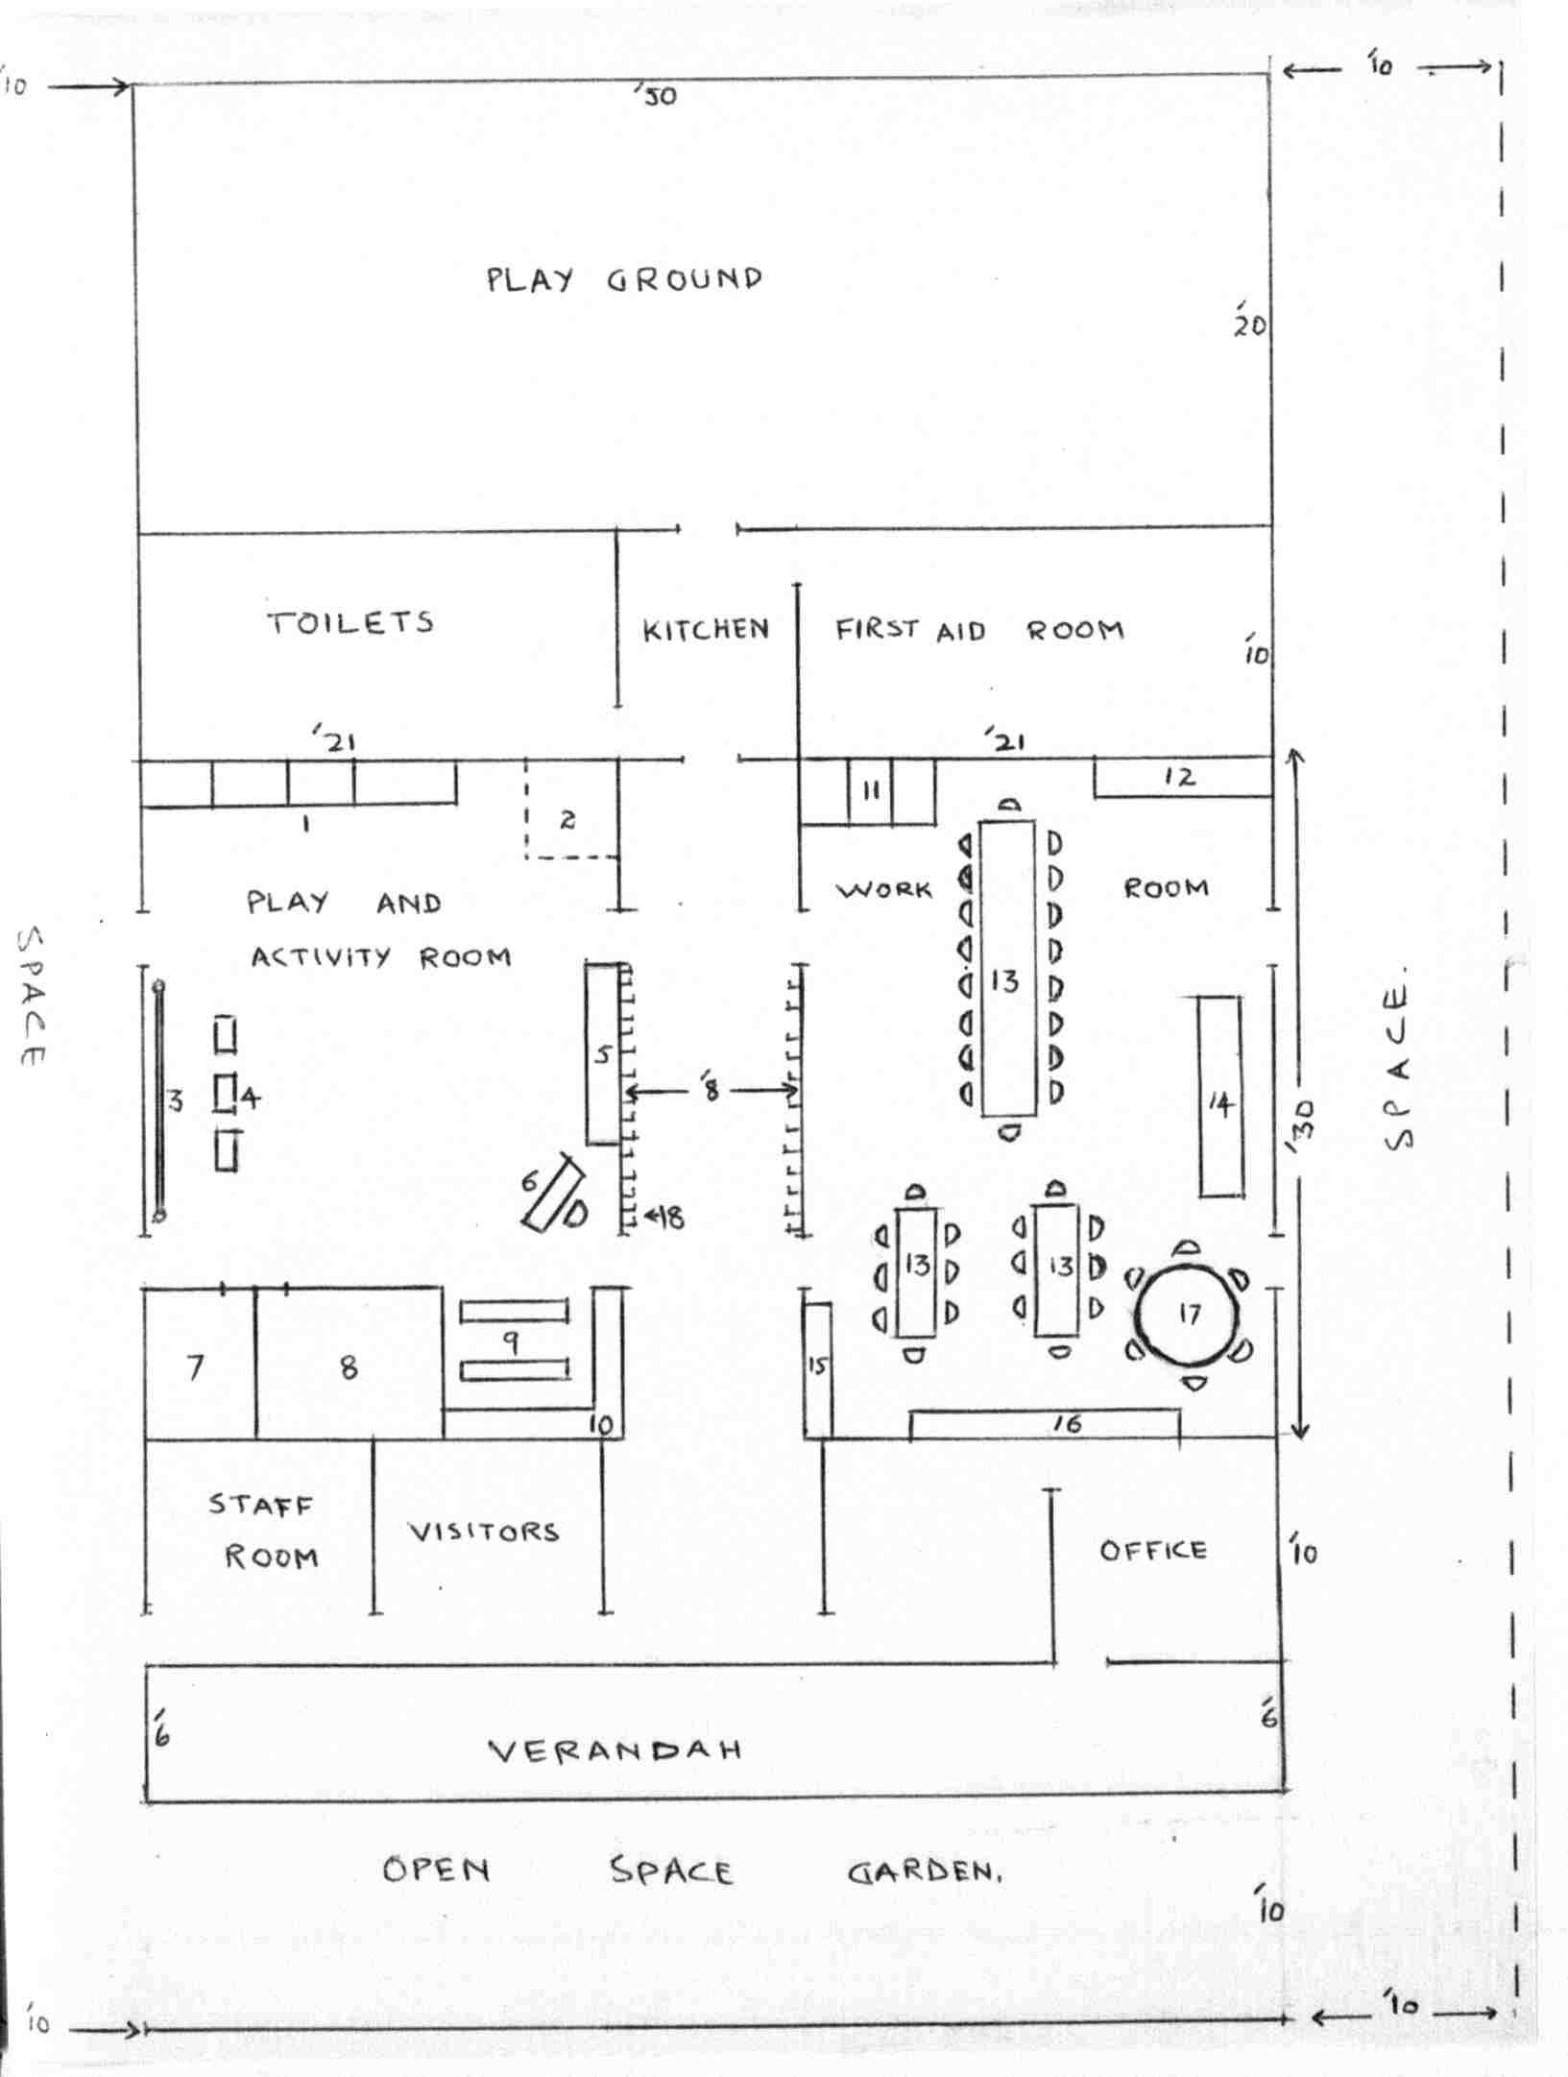 '10
'50
'10
PLAY GROUND
'20
TOILETS
KITCHEN
FIRST AID ROOM
'10
'21
'21
1
2
11
12
PLAY AND
ACTIVITY ROOM
WORK ROOM
SPACE
3
4
5
'8
13
14
'30
SPACE.
6
18
13
13
17
7
8
9
10
15
16
STAFF
ROOM
VISITORS
OFFICE
'10
'6
VERANDAH
'6
OPEN SPACE GARDEN.
'10
'10
'10